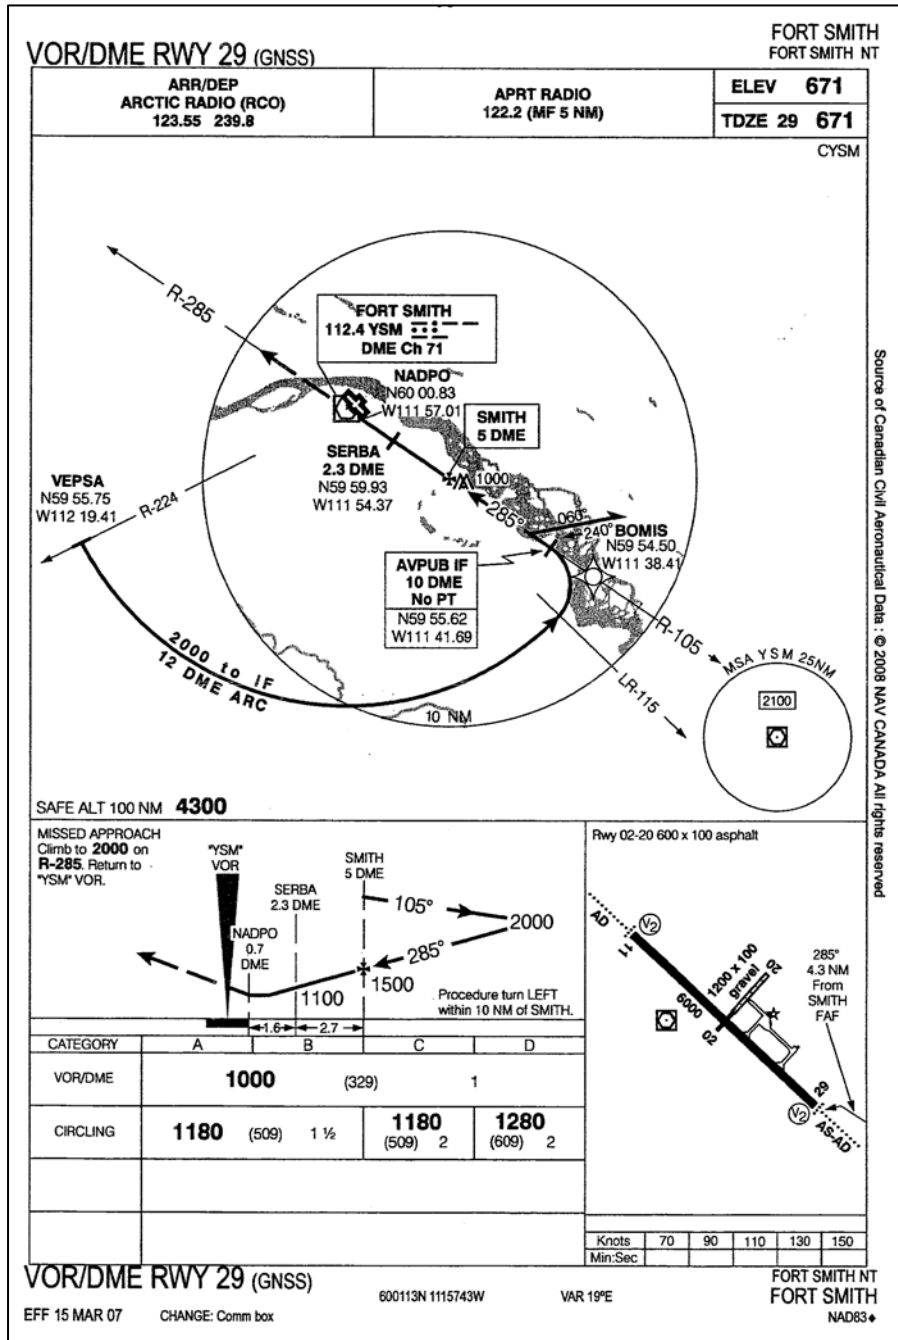 FORT SMITH
VOR/DME RWY 29 (GNSS)
FORT SMITH NT
ARR/DEP
ARCTIC RADIO (RCO)
123.55 239.8
APRT RADIO
122.2 (MF 5 NM)
ELEV 671
TDZE 29 671
CYSM
R-285
FORT SMITH
112.4 YSM
DME Ch 71
NADPO
N60 00.83
W111 57.01
SMITH
5 DME
SERBA
2.3 DME
N59 59.93
W111 54.37
VEPSA
N59 55.75
W112 19.41
R-224
1000
285°
060°
240°
BOMIS
N59 54.50
W111 38.41
AVPUB IF
10 DME
No PT
N59 55.62
W111 41.69
2000 to IF
12 DME ARC
R-105
LR-115
10 NM
MSA YSM 25NM
2100
SAFE ALT 100 NM 4300
Source of Canadian Civil Aeronautical Data : © 2008 NAV CANADA All rights reserved
MISSED APPROACH
Climb to 2000 on
R-285. Return to
"YSM" VOR.
"YSM"
VOR
SMITH
5 DME
SERBA
2.3 DME
NADPO
0.7
DME
105°
2000
285°
1500
1100
Procedure turn LEFT
within 10 NM of SMITH.
1.6
2.7
Rwy 02-20 600 x 100 asphalt
AD
V2
11
1200 x 100
gravel
20
6000
02
285°
4.3 NM
From
SMITH
FAF
29
V2
AS-AD
CATEGORY A B C D
VOR/DME 1000 (329) 1
CIRCLING 1180 (509) 1 ½ 1180 (509) 2 1280 (609) 2
Knots 70 90 110 130 150
Min:Sec
VOR/DME RWY 29 (GNSS)
FORT SMITH NT
FORT SMITH
600113N 1115743W
VAR 19°E
EFF 15 MAR 07
CHANGE: Comm box
NAD83